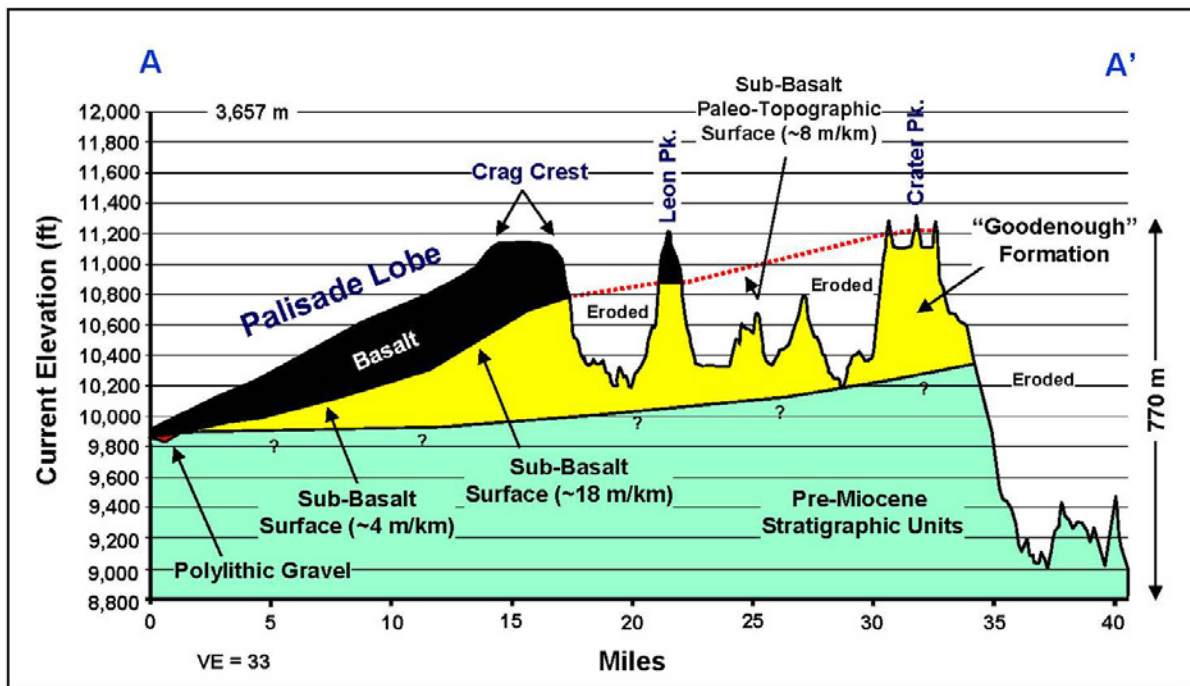 A
A’
12,000
3,657 m
11,800
11,600
11,400
11,200
11,000
10,800
10,600
10,400
10,200
10,000
9,800
9,600
9,400
9,200
9,000
8,800
Current Elevation (ft)
Sub-Basalt
Paleo-Topographic
Surface (~8 m/km)
Crag Crest
Leon Pk.
Crater Pk.
“Goodenough”
Formation
Palisade Lobe
Basalt
Eroded
Eroded
Eroded
?
?
?
?
?
Sub-Basalt
Surface (~4 m/km)
Sub-Basalt
Surface (~18 m/km)
Pre-Miocene
Stratigraphic Units
Polylithic Gravel
770 m
0
5
10
15
20
25
30
35
40
VE = 33
Miles